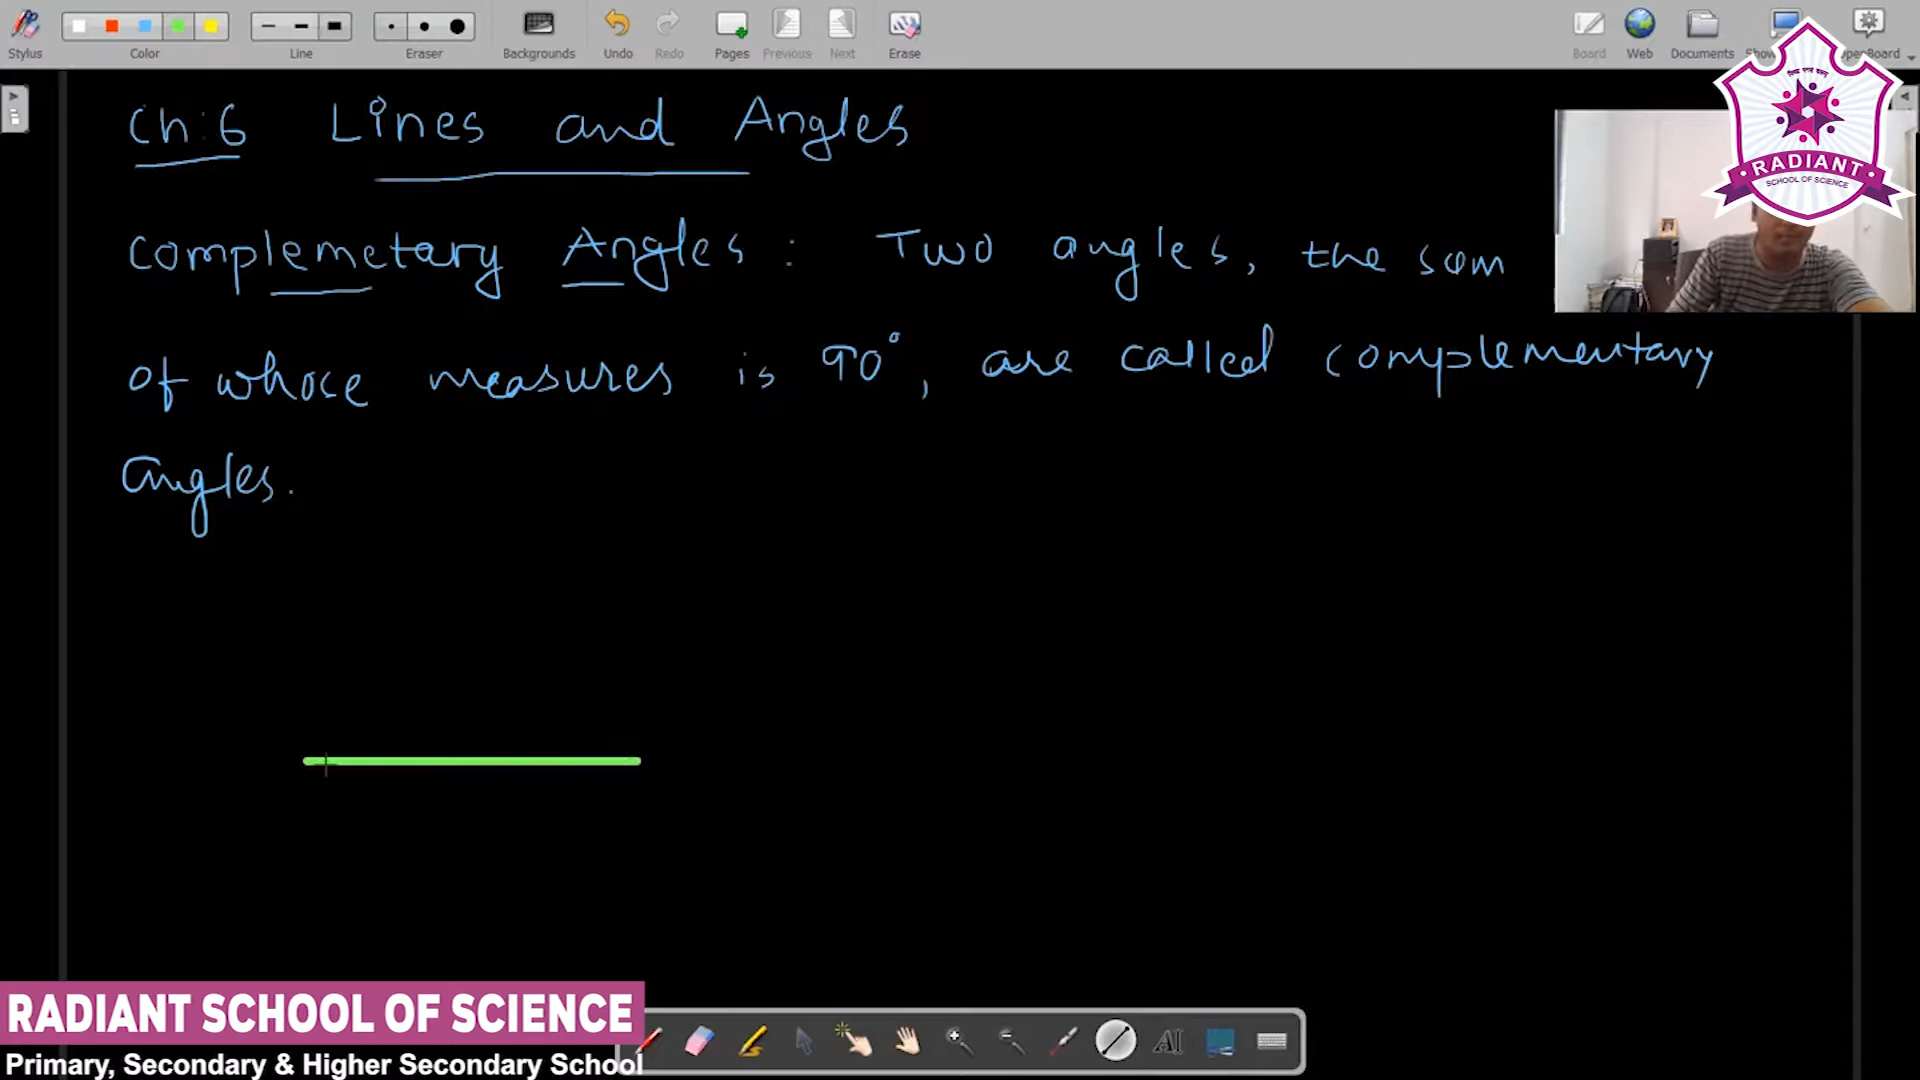 Stylus Color Line Eraser Backgrounds Undo Redo Pages Previous Next Erase Board Web Documents
Ch:6 Lines and Angles
RADIANT
SCHOOL OF SCIENCE
Complemetary Angles : Two angles, the sum
of whose measures is 90°, are called complementary
angles.
RADIANT SCHOOL OF SCIENCE
Primary, Secondary & Higher Secondary School
AI